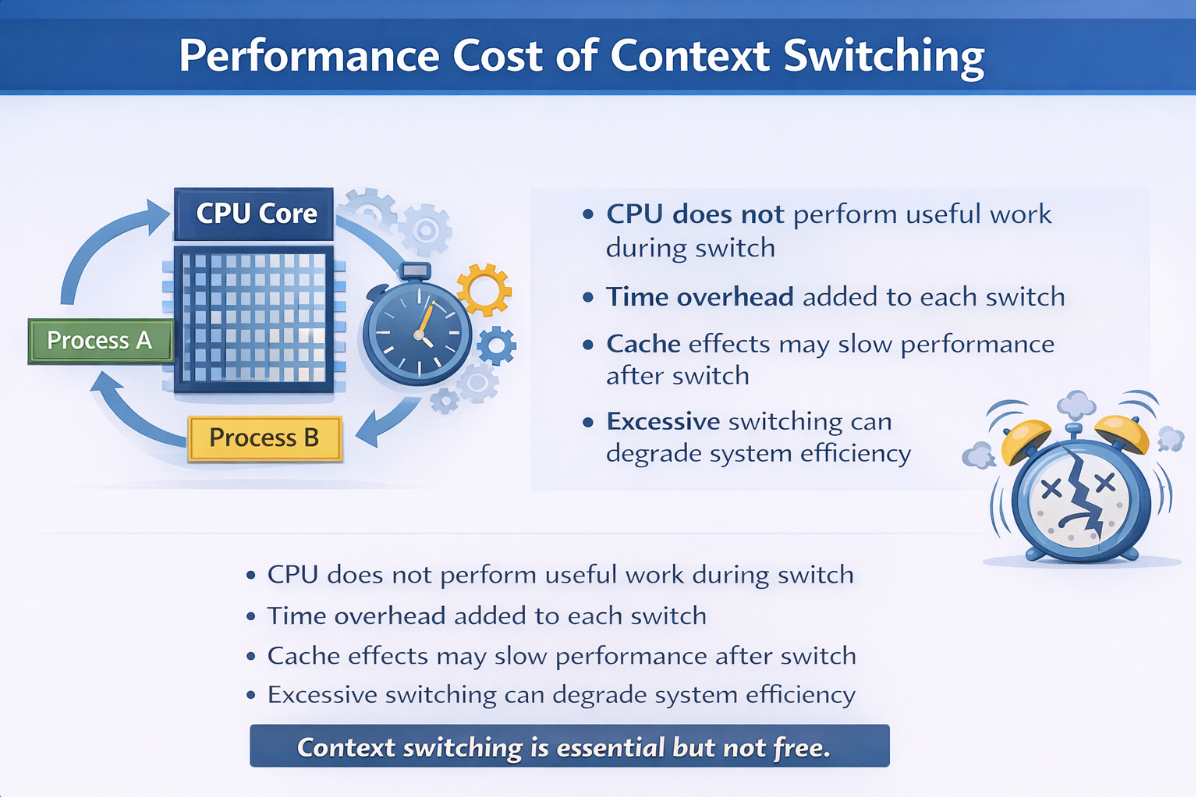 Performance Cost of Context Switching
CPU Core
Process A
Process B
• CPU does not perform useful work
during switch
• Time overhead added to each switch
• Cache effects may slow performance
after switch
• Excessive switching can
degrade system efficiency
• CPU does not perform useful work during switch
• Time overhead added to each switch
• Cache effects may slow performance after switch
• Excessive switching can degrade system efficiency
Context switching is essential but not free.